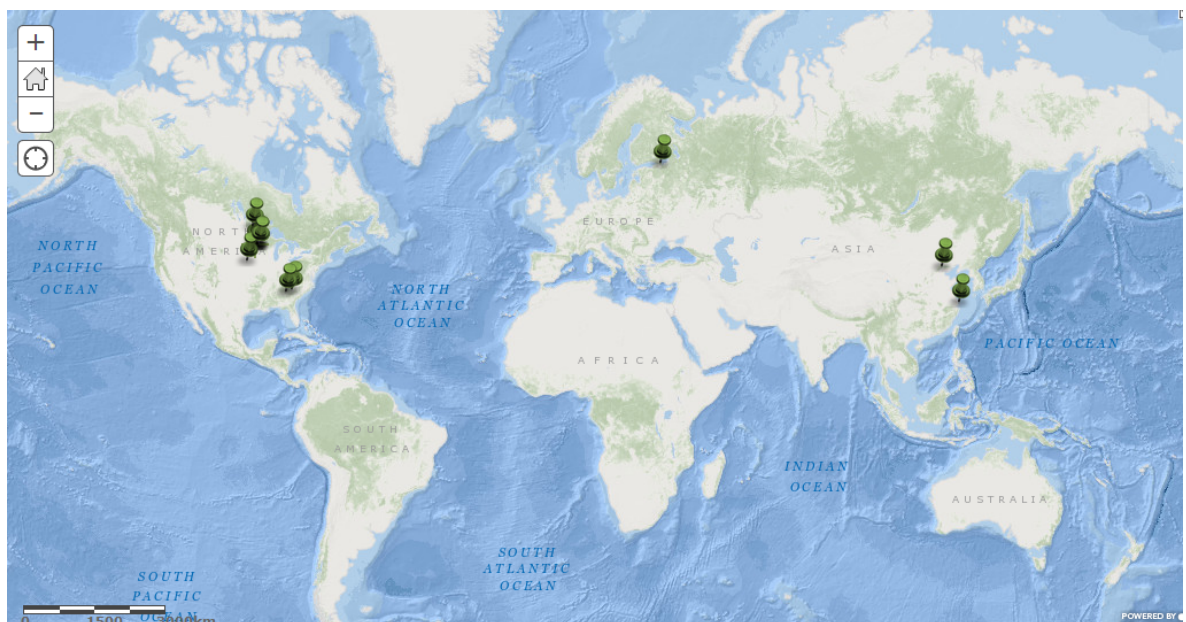 +
−
NORTH
PACIFIC
OCEAN
NORTH
AMERICA
NORTH
ATLANTIC
OCEAN
EUROPE
ASIA
PACIFIC OCEAN
AFRICA
SOUTH
AMERICA
INDIAN
OCEAN
AUSTRALIA
SOUTH
ATLANTIC
OCEAN
SOUTH
PACIFIC
OCEAN
0 1500 3000km
POWERED BY